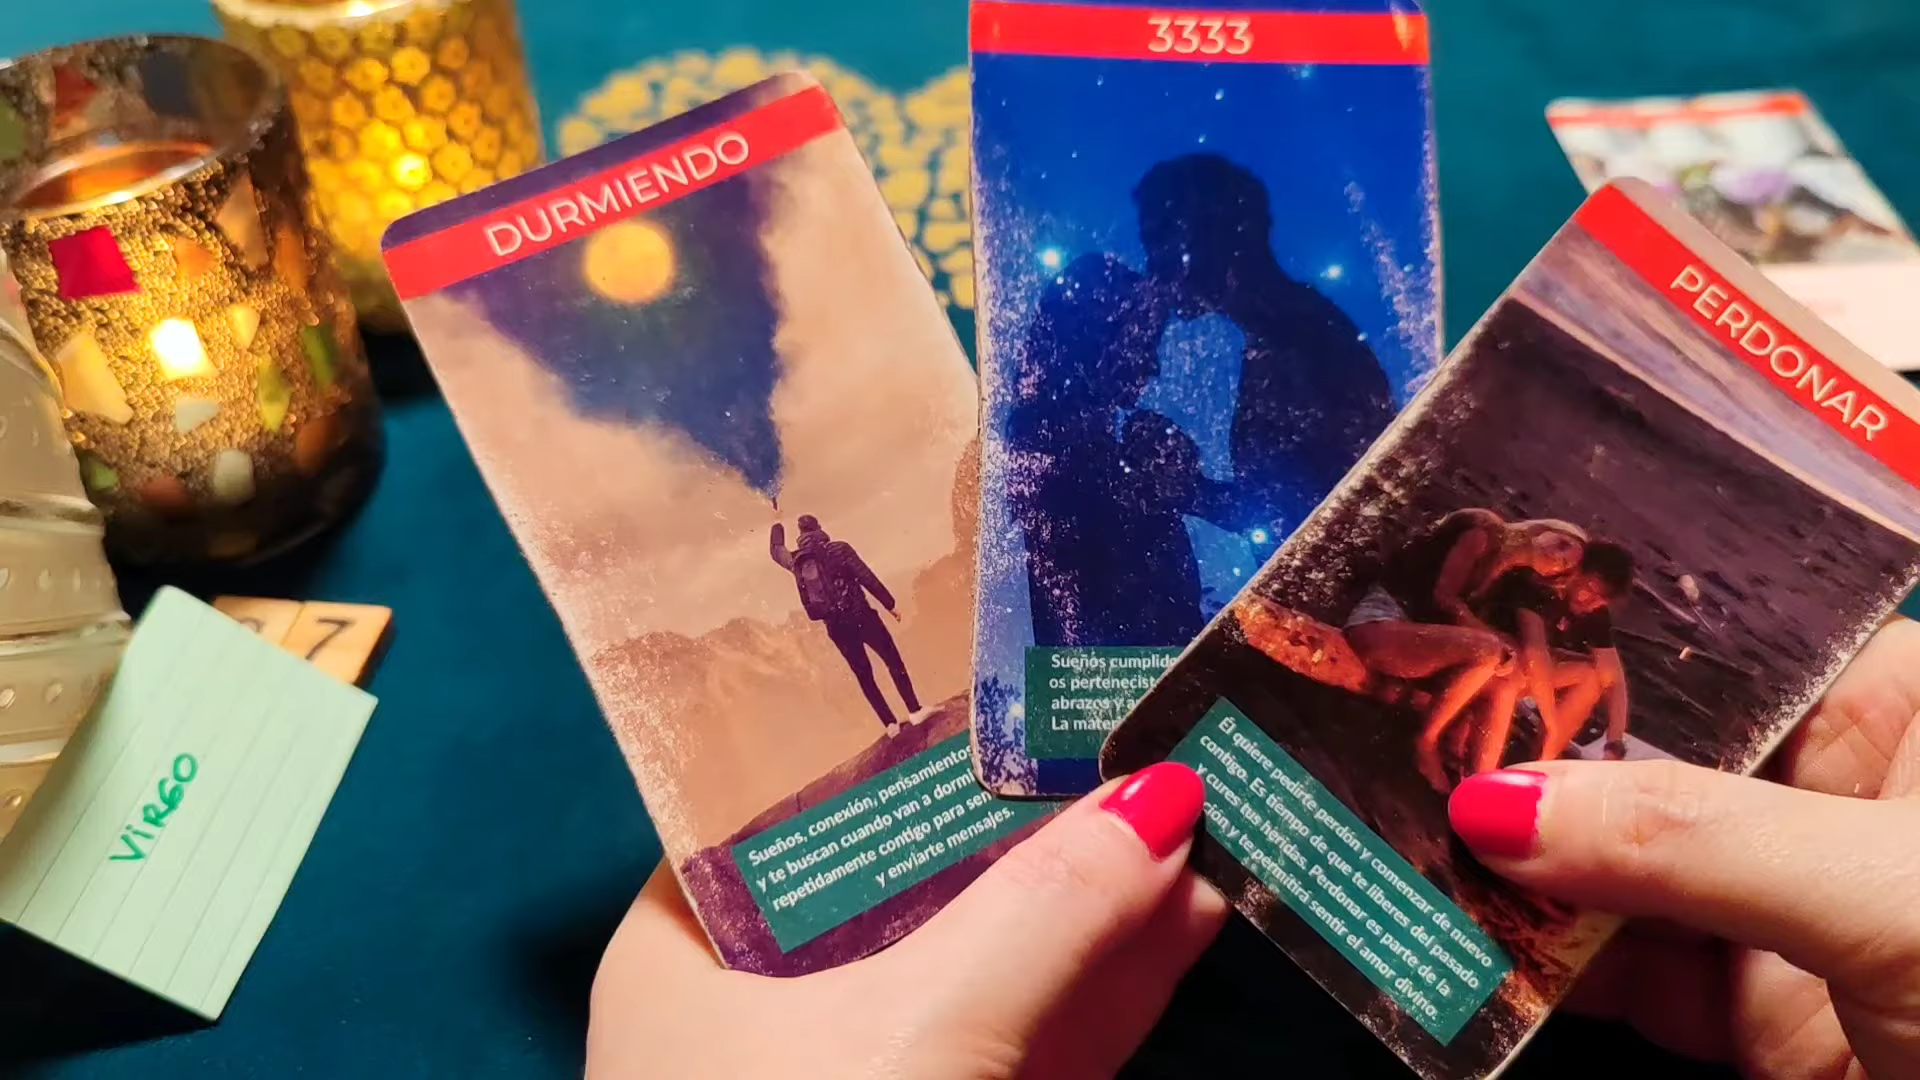 DURMIENDO
Sueños, conexión, pensamientos
y te buscan cuando van a dormi
repetidamente contigo para sen
y enviarte mensajes.
3333
Sueños cumplido
os pertenecist
abrazos y a
La mater
PERDONAR
Él quiere pedirte perdón y comenzar de nuevo
contigo. Es tiempo de que te liberes del pasado
y cures tus heridas. Perdonar es parte de la
ción y te permitirá sentir el amor divino.
7
VIRGO